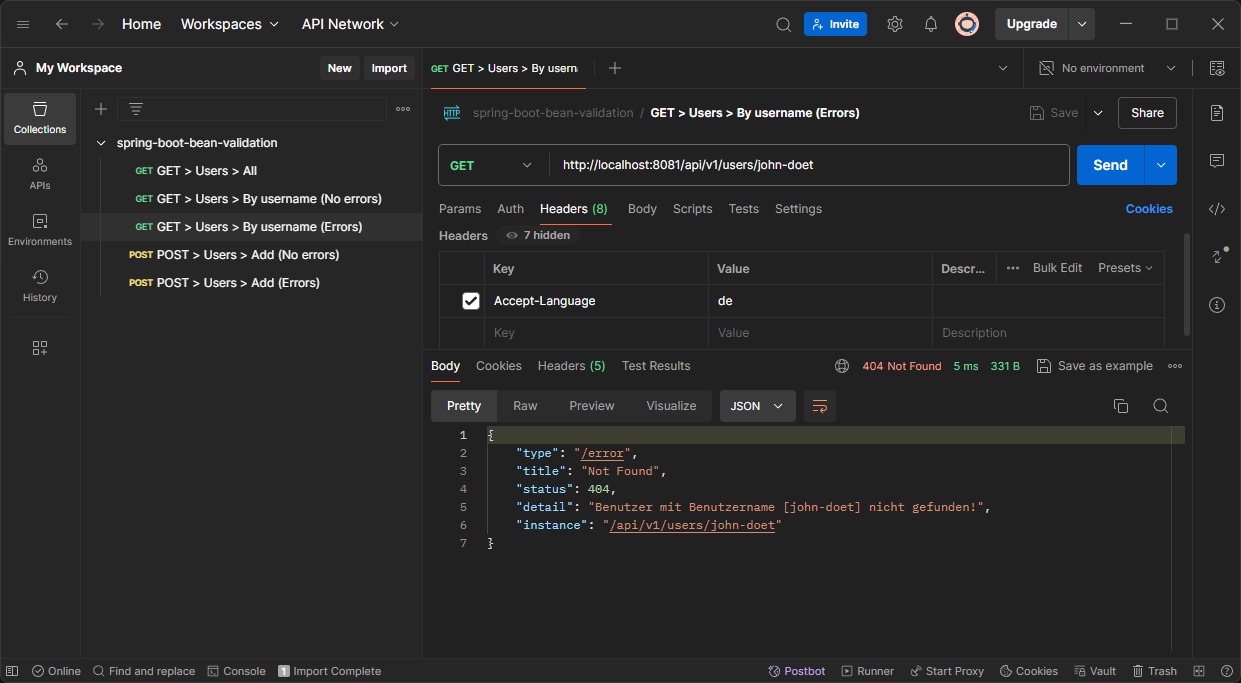 Home Workspaces API Network Invite Upgrade
My Workspace New Import
GET GET > Users > By usern
No environment
Collections
APIs
Environments
History
spring-boot-bean-validation
GET GET > Users > All
GET GET > Users > By username (No errors)
GET GET > Users > By username (Errors)
POST POST > Users > Add (No errors)
POST POST > Users > Add (Errors)
HTTP spring-boot-bean-validation / GET > Users > By username (Errors) Save Share
GET http://localhost:8081/api/v1/users/john-doet Send
Params Auth Headers (8) Body Scripts Tests Settings Cookies
Headers 7 hidden
Key Value Descr... Bulk Edit Presets
Accept-Language de
Key Value Description
Body Cookies Headers (5) Test Results 404 Not Found 5 ms 331 B Save as example
Pretty Raw Preview Visualize JSON
1 {
2 "type": "/error",
3 "title": "Not Found",
4 "status": 404,
5 "detail": "Benutzer mit Benutzername [john-doet] nicht gefunden!",
6 "instance": "/api/v1/users/john-doet"
7 }
Online Find and replace Console 1 Import Complete Postbot Runner Start Proxy Cookies Vault Trash